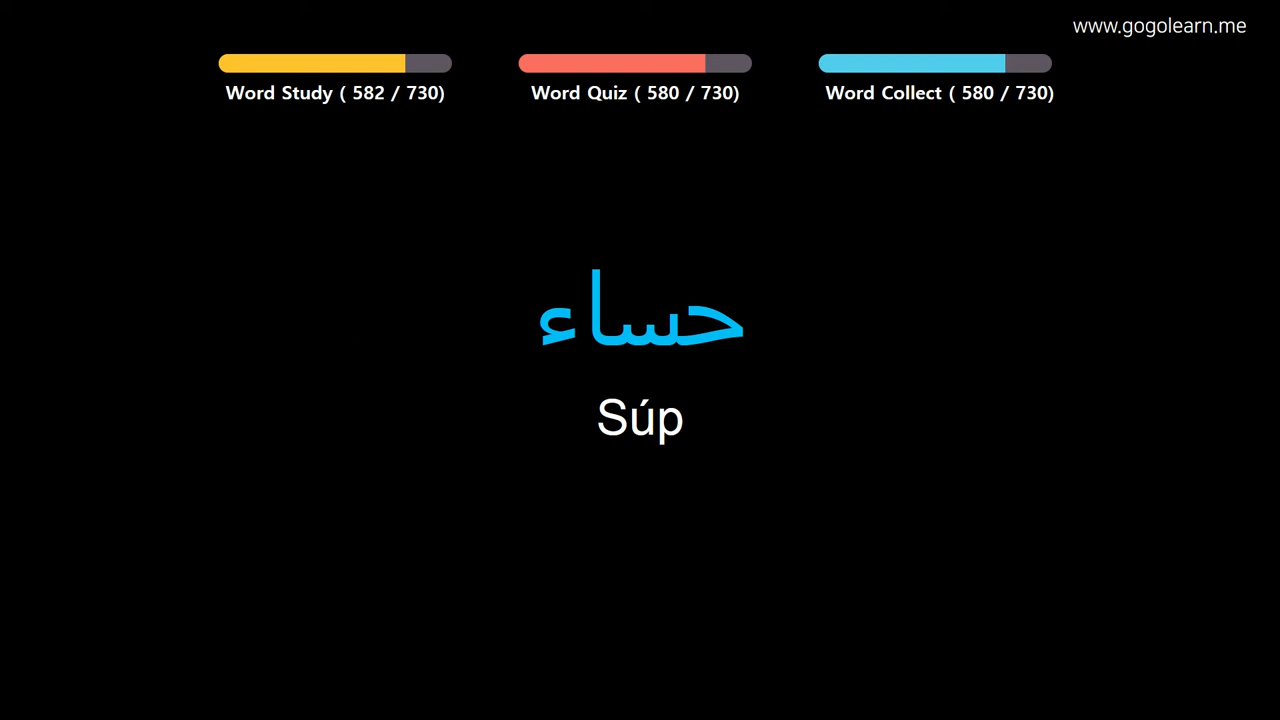 www.gogolearn.me
Word Study ( 582 / 730)
Word Quiz ( 580 / 730)
Word Collect ( 580 / 730)
حساء
Súp